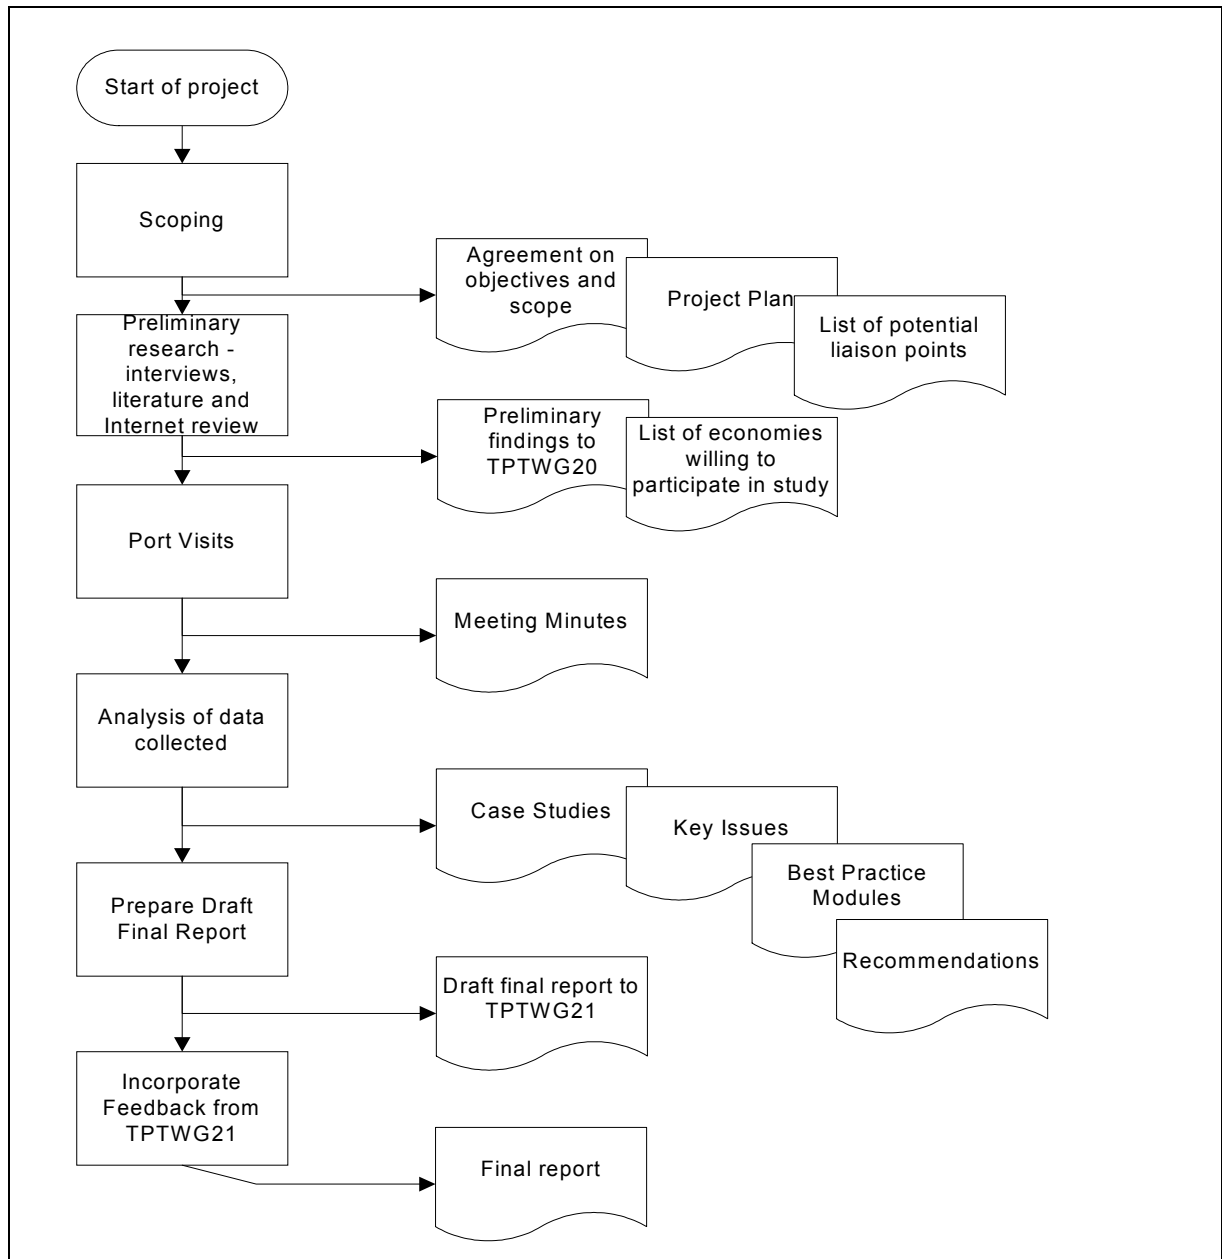 Start of project
Scoping
Agreement on
objectives and
scope
Project Plan
List of potential
liaison points
Preliminary
research -
interviews,
literature and
Internet review
Preliminary
findings to
TPTWG20
List of economies
willing to
participate in study
Port Visits
Meeting Minutes
Analysis of data
collected
Case Studies
Key Issues
Best Practice
Modules
Recommendations
Prepare Draft
Final Report
Draft final report to
TPTWG21
Incorporate
Feedback from
TPTWG21
Final report